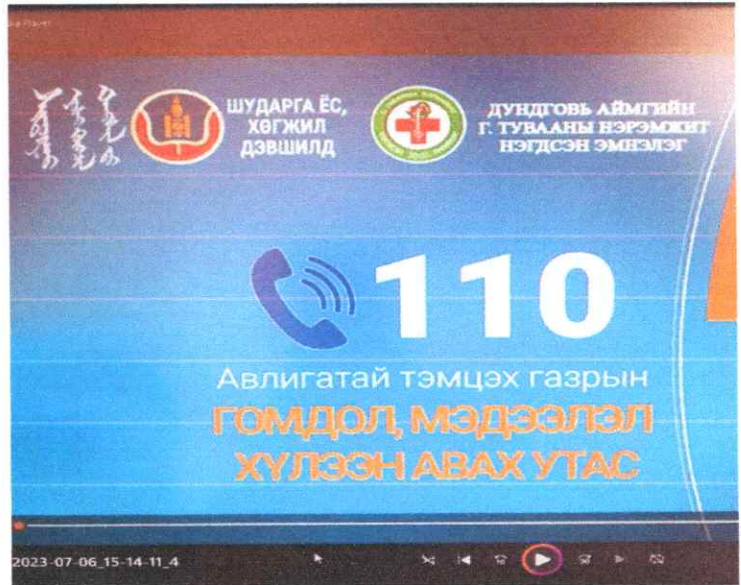 ШУДАРГА ЁС,
ХӨГЖИЛ
ДЭВШИЛД
ДУНДГОВЬ АЙМГИЙН
Г. ТУВААНЫ НЭРЭМЖИТ
НЭГДСЭН ЭМНЭЛЭГ
110
Авлигатай тэмцэх газрын
ГОМДОЛ, МЭДЭЭЛЭЛ
ХҮЛЭЭН АВАХ УТАС
2023-07-06_15-14-11_4